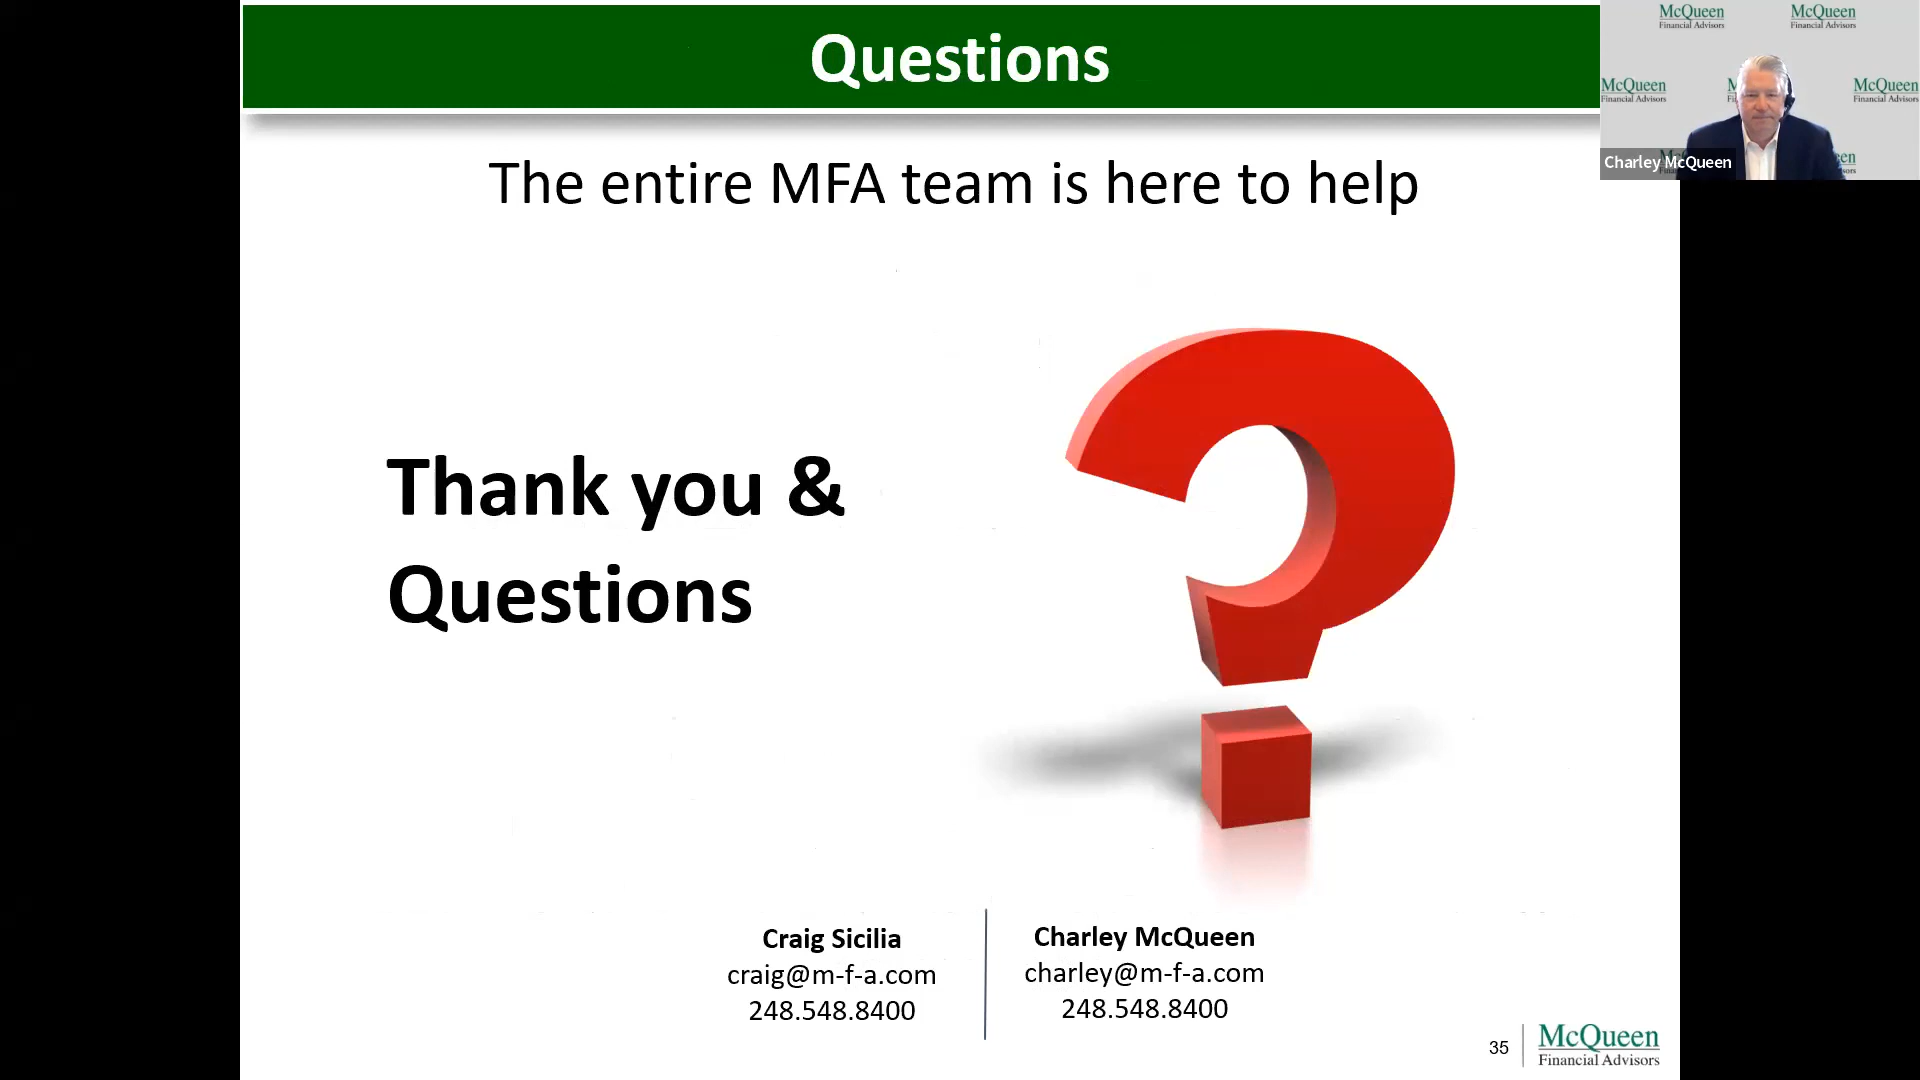 Questions
The entire MFA team is here to help
Thank you &
Questions
Craig Sicilia
craig@m-f-a.com
248.548.8400
Charley McQueen
charley@m-f-a.com
248.548.8400
35
McQueen
Financial Advisors
McQueen
Financial Advisors
McQueen
Financial Advisors
McQueen
Financial Advisors
McQueen
Financial Advisors
Charley McQueen